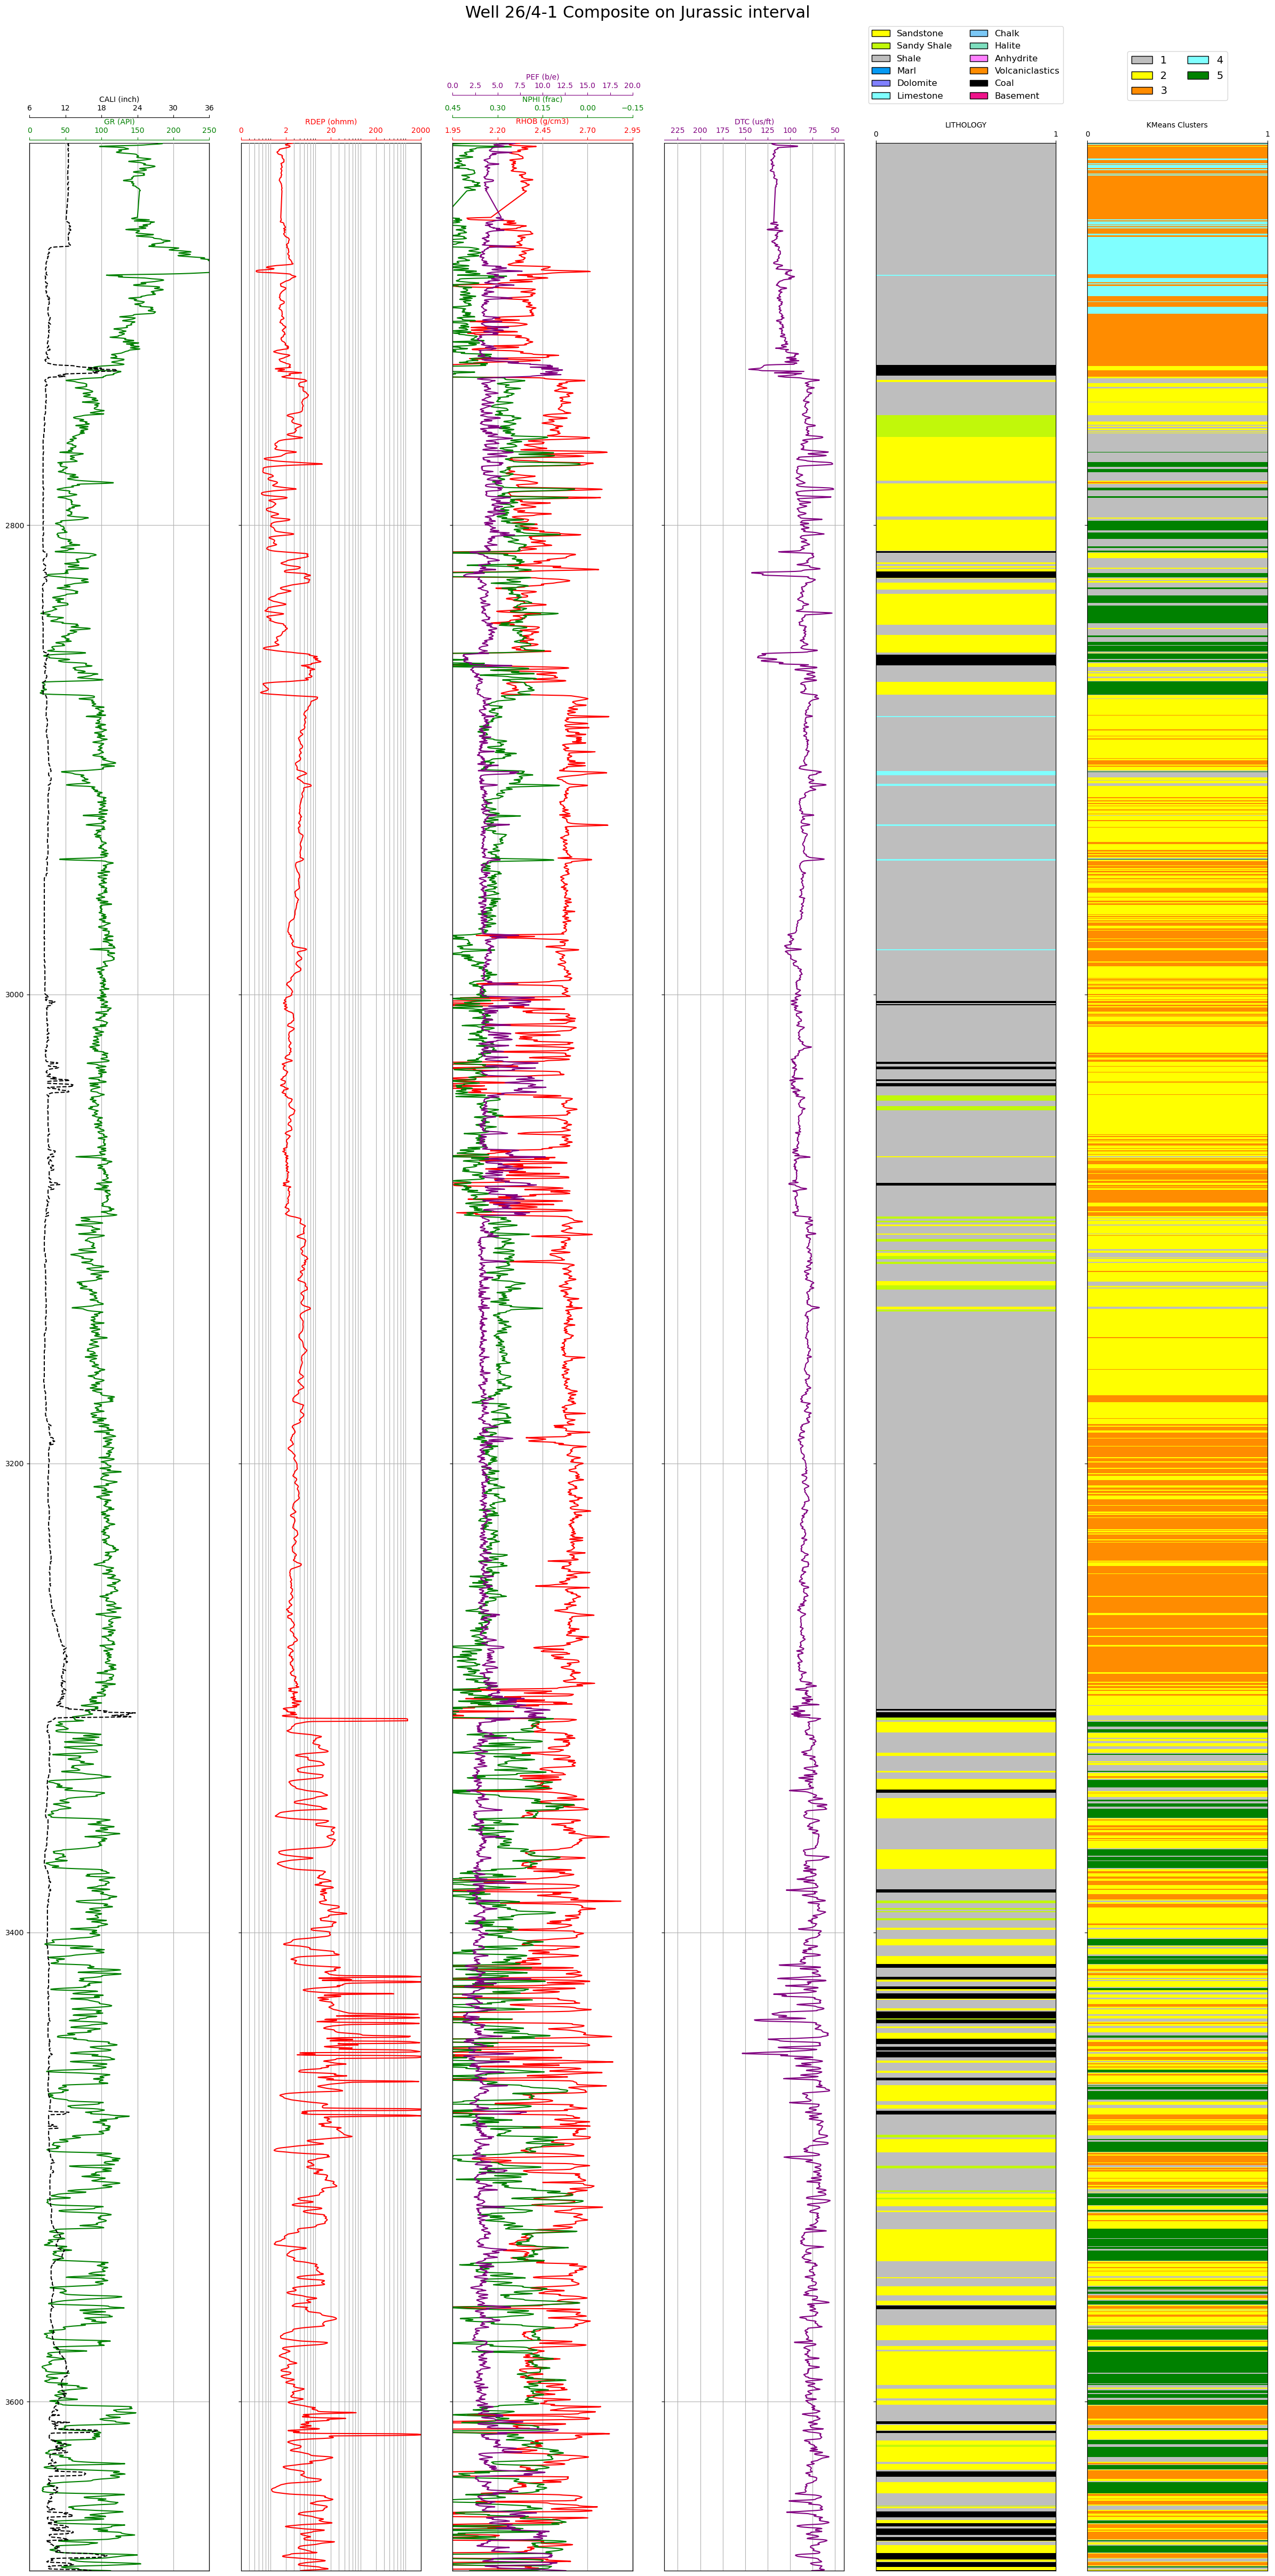 Well 26/4-1 Composite on Jurassic interval
Sandstone Chalk
Sandy Shale Halite
Shale Anhydrite
Marl Volcaniclastics
Dolomite Coal
Limestone Basement
1 4
2 5
3
PEF (b/e)
0.0 2.5 5.0 7.5 10.0 12.5 15.0 17.5 20.0
CALI (inch) NPHI (frac)
6 12 18 24 30 36 0.45 0.30 0.15 0.00 −0.15
GR (API) RDEP (ohmm) RHOB (g/cm3) DTC (us/ft) LITHOLOGY KMeans Clusters
0 50 100 150 200 250 0 2 20 200 2000 1.95 2.20 2.45 2.70 2.95 225 200 175 150 125 100 75 50 0 1 0 1
2800
3000
3200
3400
3600